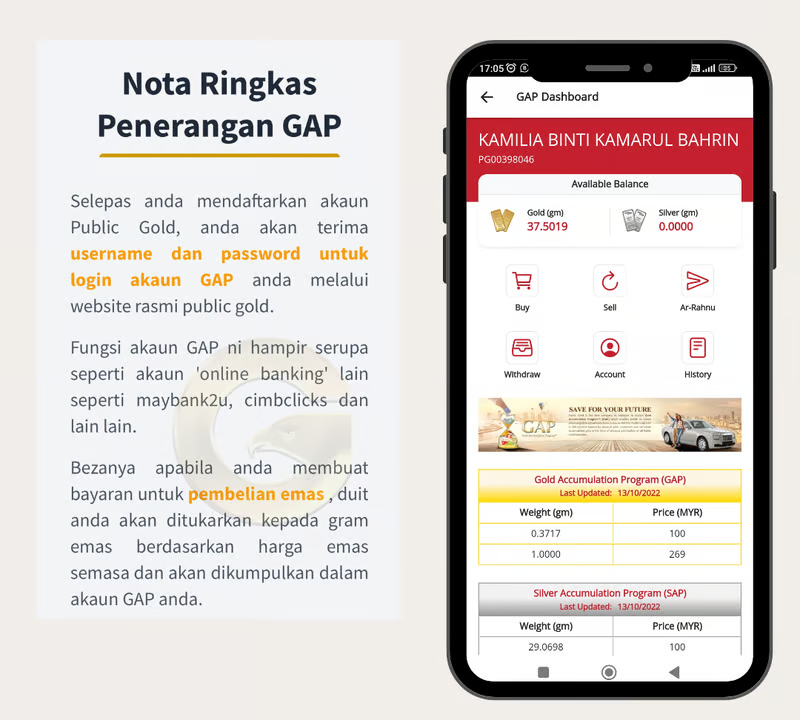 Nota Ringkas
Penerangan GAP
Selepas anda mendaftarkan akaun
Public Gold, anda akan terima
username dan password untuk
login akaun GAP anda melalui
website rasmi public gold.
Fungsi akaun GAP ni hampir serupa
seperti akaun 'online banking' lain
seperti maybank2u, cimbclicks dan
lain lain.
Bezanya apabila anda membuat
bayaran untuk pembelian emas , duit
anda akan ditukarkan kepada gram
emas berdasarkan harga emas
semasa dan akan dikumpulkan dalam
akaun GAP anda.
17:05
GAP Dashboard
KAMILIA BINTI KAMARUL BAHRIN
PG00398046
Available Balance
Gold (gm)
37.5019
Silver (gm)
0.0000
Buy
Sell
Ar-Rahnu
Withdraw
Account
History
GAP
SAVE FOR YOUR FUTURE
Gold Accumulation Program (GAP)
Last Updated: 13/10/2022
Weight (gm) Price (MYR)
0.3717 100
1.0000 269
Silver Accumulation Program (SAP)
Last Updated: 13/10/2022
Weight (gm) Price (MYR)
29.0698 100